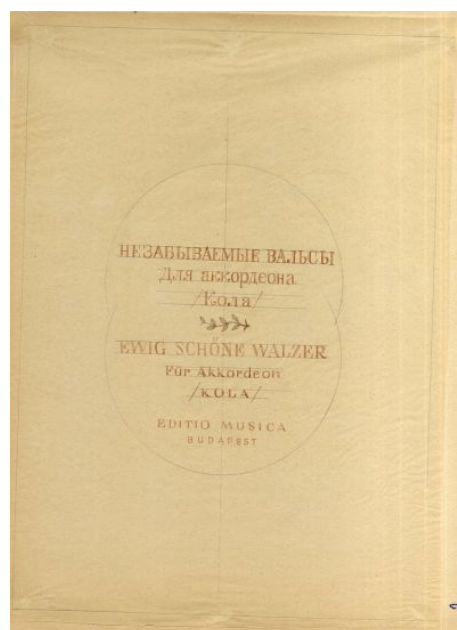 НЕЗАБЫВАЕМЫЕ ВАЛЬСЫ
Для аккордеона
/Кола/
EWIG SCHÖNE WALZER
Für Akkordeon
/KOLA/
EDITIO MUSICA
BUDAPEST